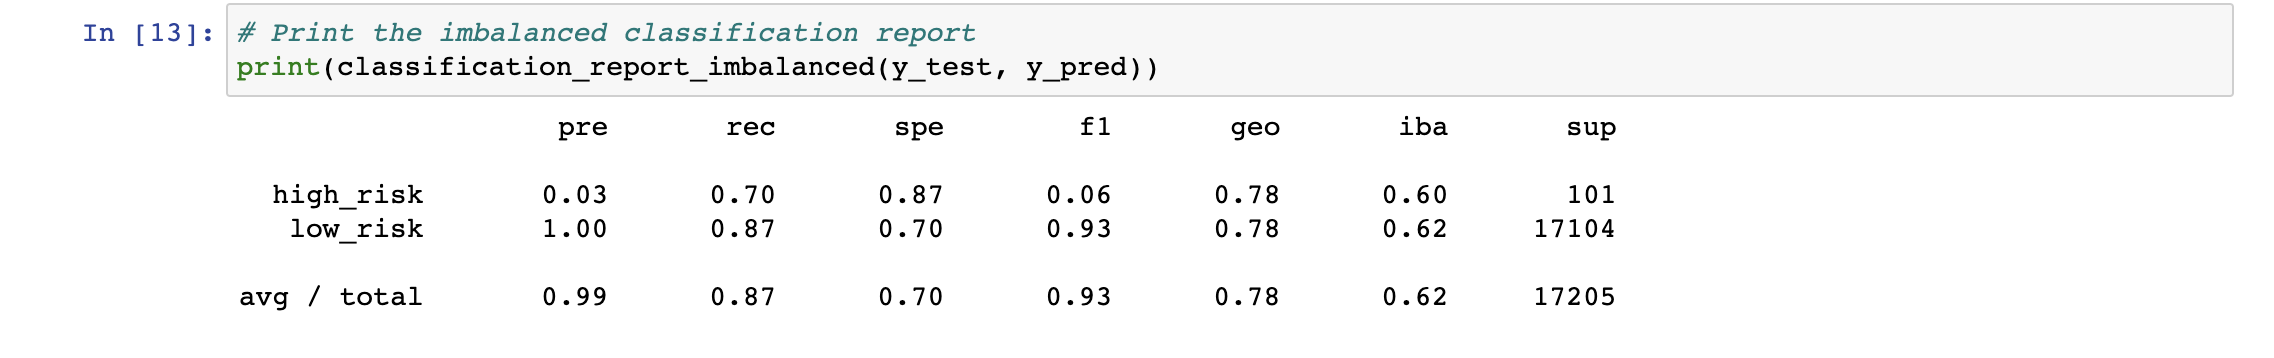 In [13]: # Print the imbalanced classification report
print(classification_report_imbalanced(y_test, y_pred))
pre rec spe f1 geo iba sup
high_risk 0.03 0.70 0.87 0.06 0.78 0.60 101
low_risk 1.00 0.87 0.70 0.93 0.78 0.62 17104
avg / total 0.99 0.87 0.70 0.93 0.78 0.62 17205